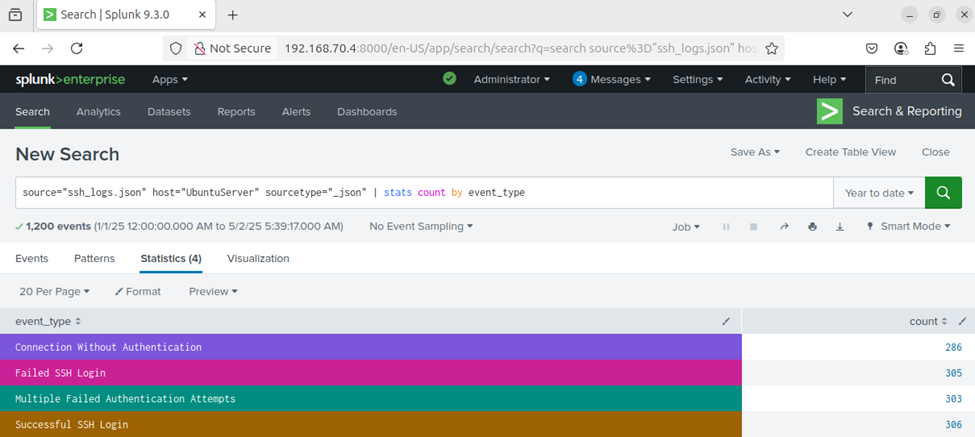 Search | Splunk 9.3.0
Not Secure 192.168.70.4:8000/en-US/app/search/search?q=search source%3D"ssh_logs.json" hos
splunk>enterprise Apps Administrator 4 Messages Settings Activity Help Find
Search Analytics Datasets Reports Alerts Dashboards Search & Reporting
New Search Save As Create Table View Close
source="ssh_logs.json" host="UbuntuServer" sourcetype="_json" | stats count by event_type Year to date
1,200 events (1/1/25 12:00:00.000 AM to 5/2/25 5:39:17.000 AM) No Event Sampling Job Smart Mode
Events Patterns Statistics (4) Visualization
20 Per Page Format Preview
event_type count
Connection Without Authentication 286
Failed SSH Login 305
Multiple Failed Authentication Attempts 303
Successful SSH Login 306